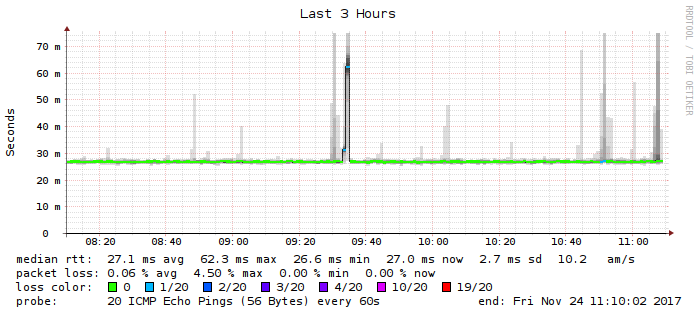 Last 3 Hours
RRDTOOL / TOBI OETIKER
Seconds
70 m
60 m
50 m
40 m
30 m
20 m
10 m
0
08:20 08:40 09:00 09:20 09:40 10:00 10:20 10:40 11:00
median rtt: 27.1 ms avg 62.3 ms max 26.6 ms min 27.0 ms now 2.7 ms sd 10.2 am/s
packet loss: 0.06 % avg 4.50 % max 0.00 % min 0.00 % now
loss color: 0 1/20 2/20 3/20 4/20 10/20 19/20
probe: 20 ICMP Echo Pings (56 Bytes) every 60s end: Fri Nov 24 11:10:02 2017